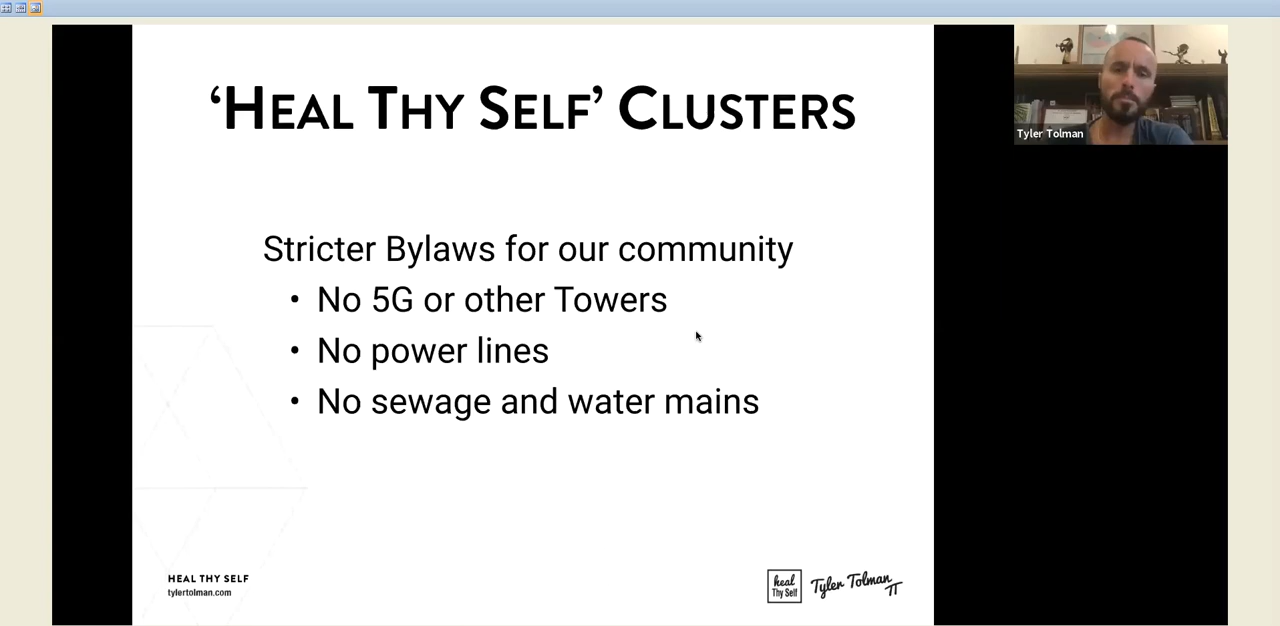 ‘HEAL THY SELF’ CLUSTERS
Tyler Tolman
Stricter Bylaws for our community
• No 5G or other Towers
• No power lines
• No sewage and water mains
HEAL THY SELF
tylertolman.com
heal
Thy Self
Tyler Tolman
TT